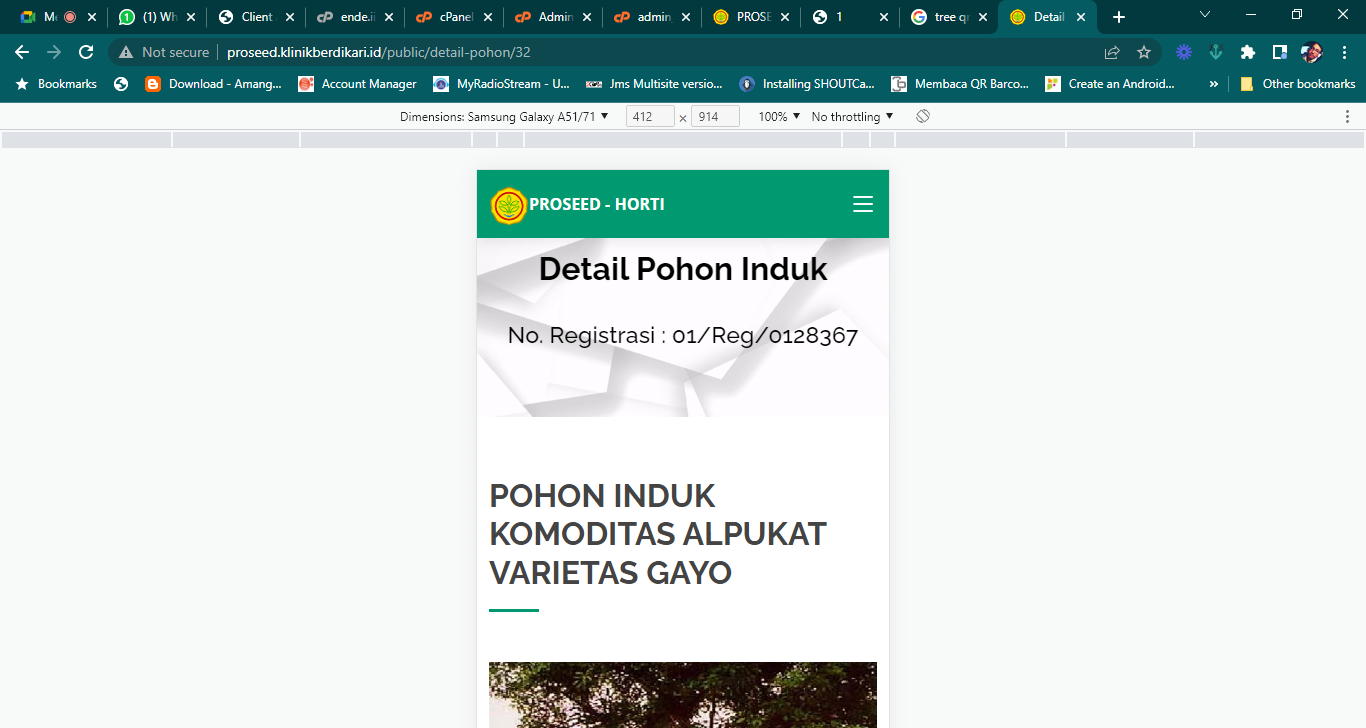 Me
(1) Wh
Client
ende.ii
cPanel
Admin
admin
PROSE
1
tree qr
Detail
Not secure
proseed.klinikberdikari.id/public/detail-pohon/32
Bookmarks
Download - Amang...
Account Manager
MyRadioStream - U...
Jms Multisite versio...
Installing SHOUTCa...
Membaca QR Barco...
Create an Android...
»
Other bookmarks
Dimensions: Samsung Galaxy A51/71 ▼ 412 × 914 100% ▼ No throttling ▼
PROSEED - HORTI
Detail Pohon Induk
No. Registrasi : 01/Reg/0128367
POHON INDUK
KOMODITAS ALPUKAT
VARIETAS GAYO